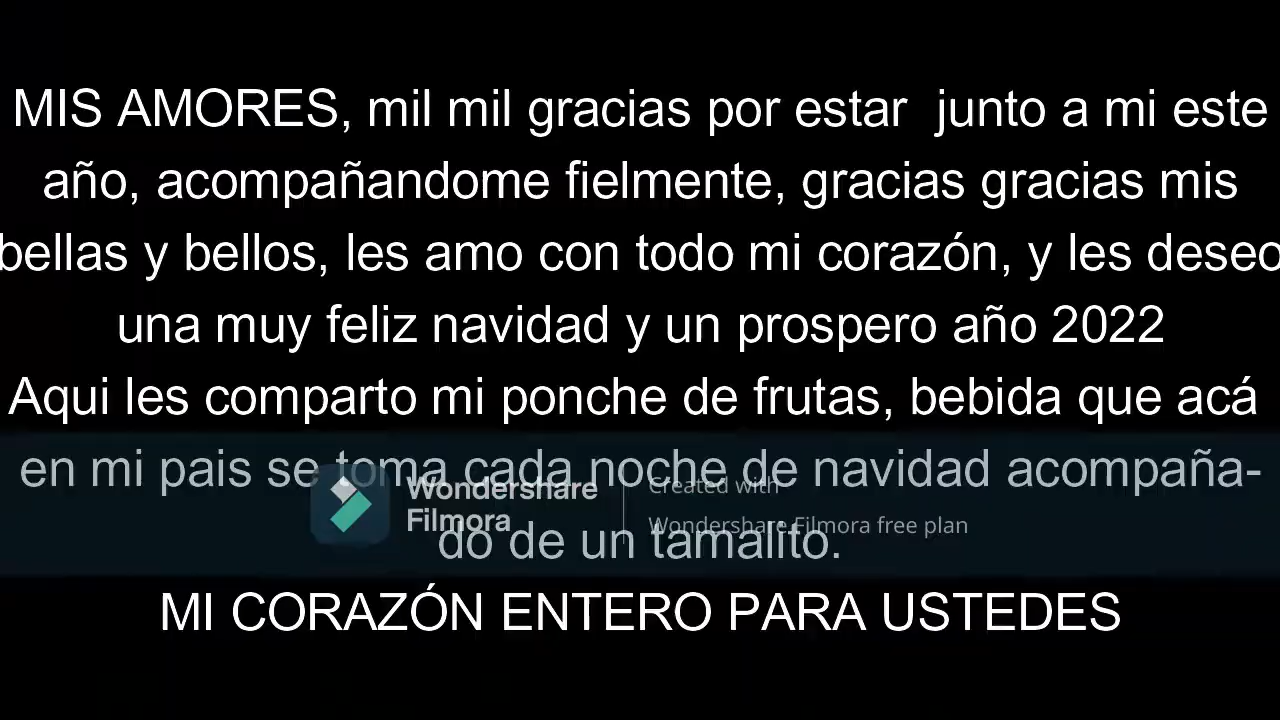 MIS AMORES, mil mil gracias por estar junto a mi este
año, acompañandome fielmente, gracias gracias mis
bellas y bellos, les amo con todo mi corazón, y les deseo
una muy feliz navidad y un prospero año 2022
Aqui les comparto mi ponche de frutas, bebida que acá
en mi pais se toma cada noche de navidad acompaña-
do de un tamalito.
MI CORAZÓN ENTERO PARA USTEDES
Wondershare
Filmora
Created with
Wondershare Filmora free plan